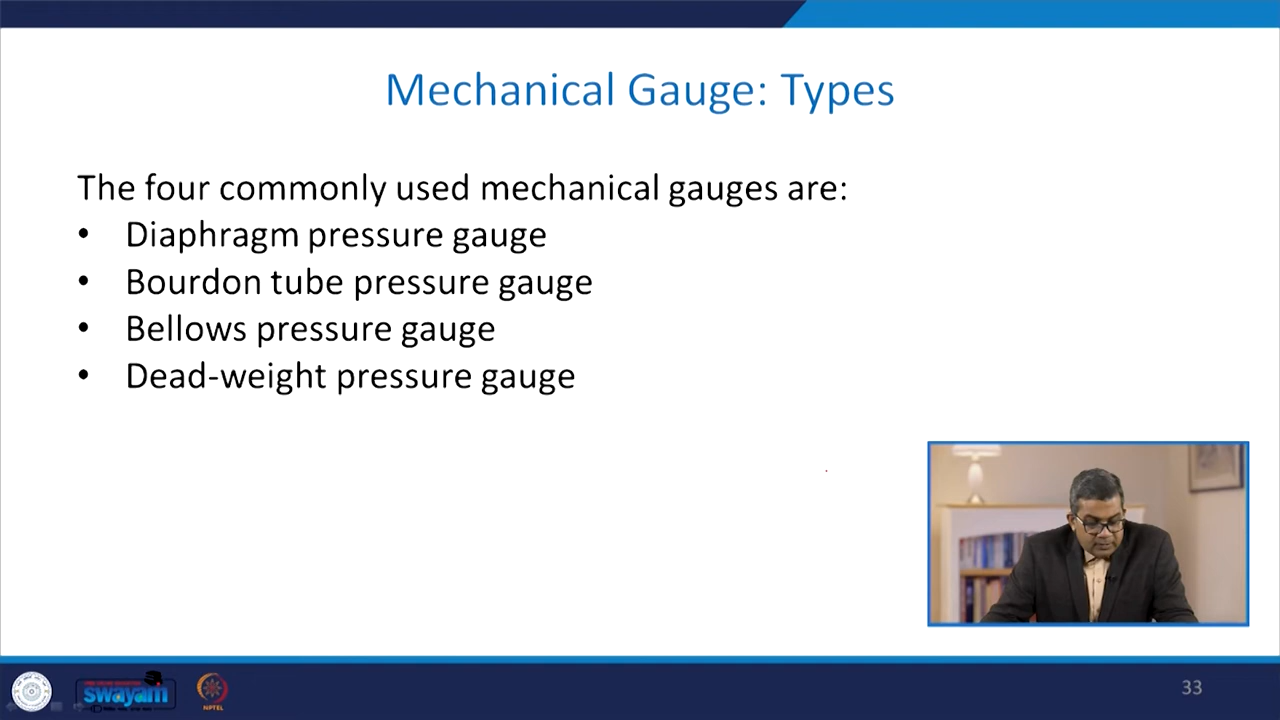 Mechanical Gauge: Types
The four commonly used mechanical gauges are:
• Diaphragm pressure gauge
• Bourdon tube pressure gauge
• Bellows pressure gauge
• Dead-weight pressure gauge
swayam
NPTEL
33